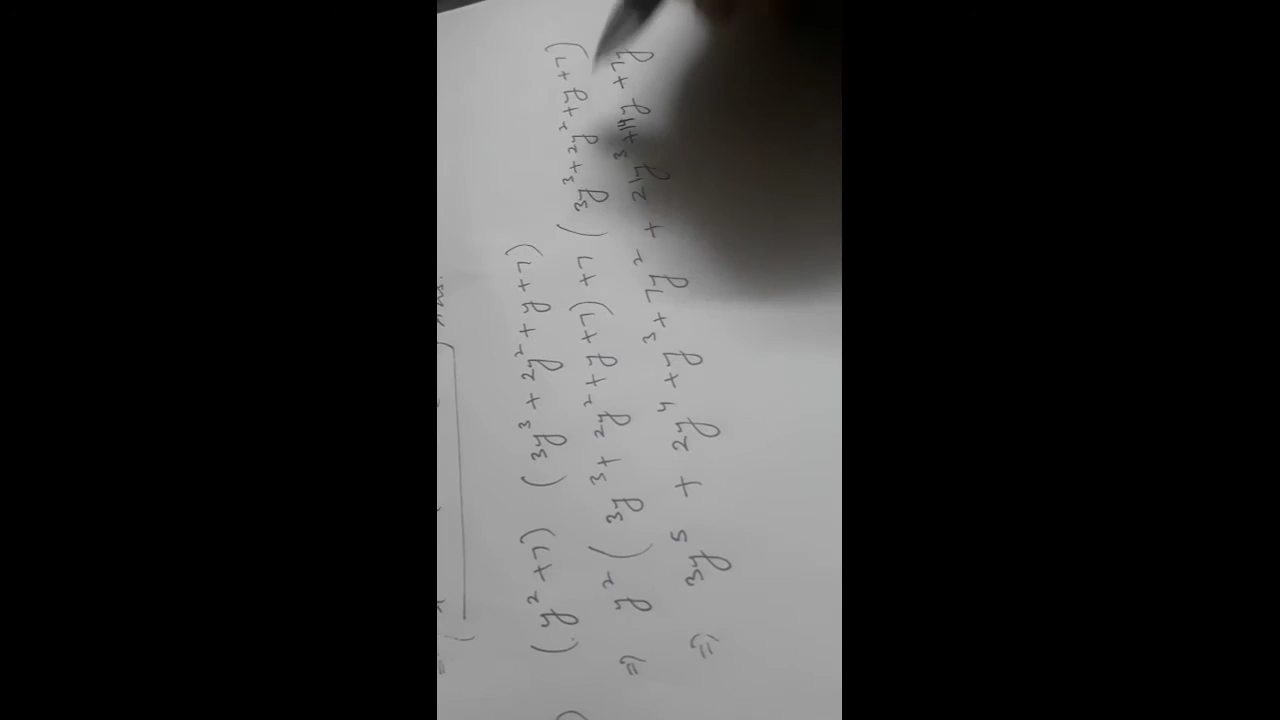 (y² + 7) (3y³ + 2y² + y + 7)
⇒ y² (3y³ + 2y² + y + 7) + 7 (3y³ + 2y² + y + 7)
⇒ 3y⁵ + 2y⁴ + y³ + 7y² + 21y³ + 14y + 7y